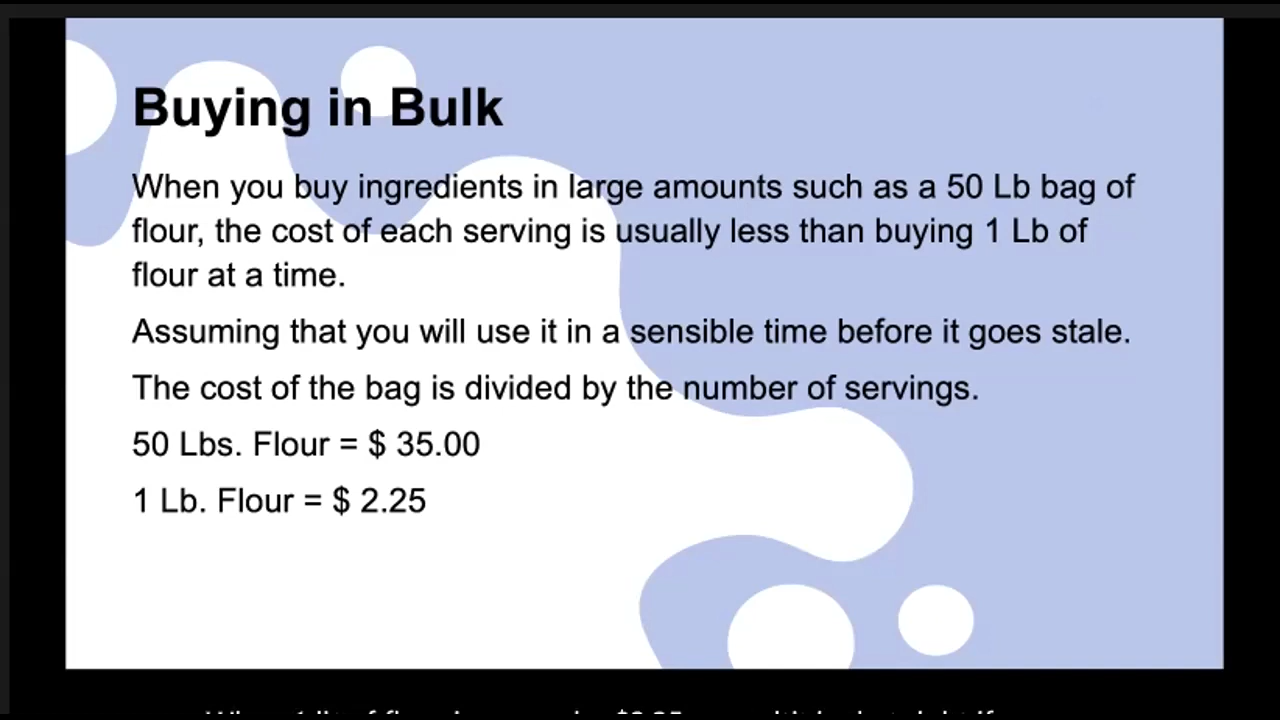 Buying in Bulk
When you buy ingredients in large amounts such as a 50 Lb bag of
flour, the cost of each serving is usually less than buying 1 Lb of
flour at a time.
Assuming that you will use it in a sensible time before it goes stale.
The cost of the bag is divided by the number of servings.
50 Lbs. Flour = $ 35.00
1 Lb. Flour = $ 2.25